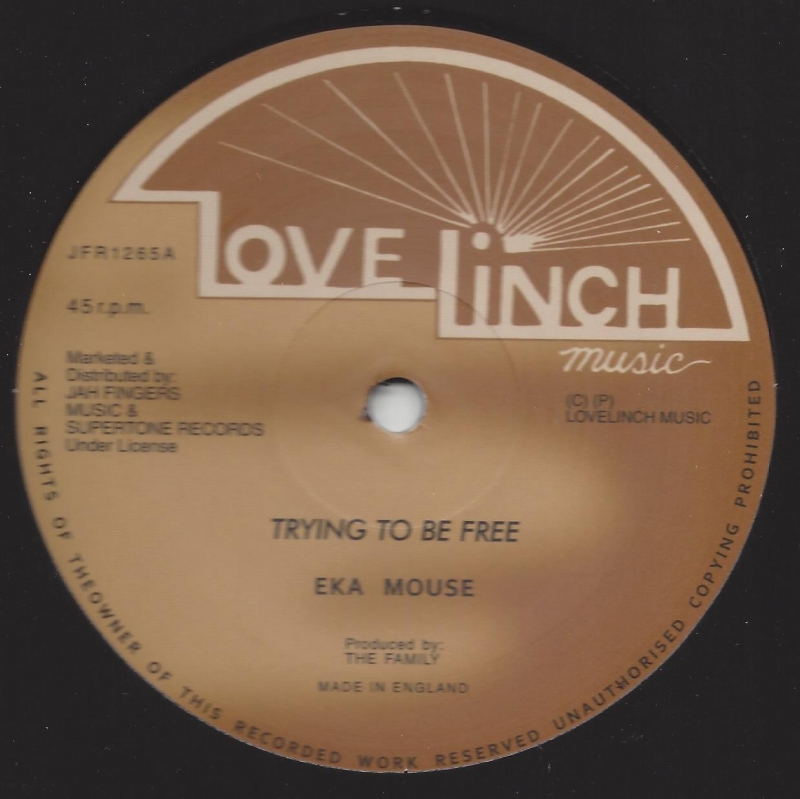 LOVE LiNCH
music
JFR1265A
45 r.p.m.
Marketed &
Distributed by:
JAH FINGERS
MUSIC &
SUPERTONE RECORDS
Under License
(C) (P)
LOVELINCH MUSIC
TRYING TO BE FREE
EKA MOUSE
Produced by:
THE FAMILY
MADE IN ENGLAND
ALL RIGHTS OF THEOWNER OF THIS RECORDED WORK RESERVED UNAUTHORISED COPYING PROHIBITED